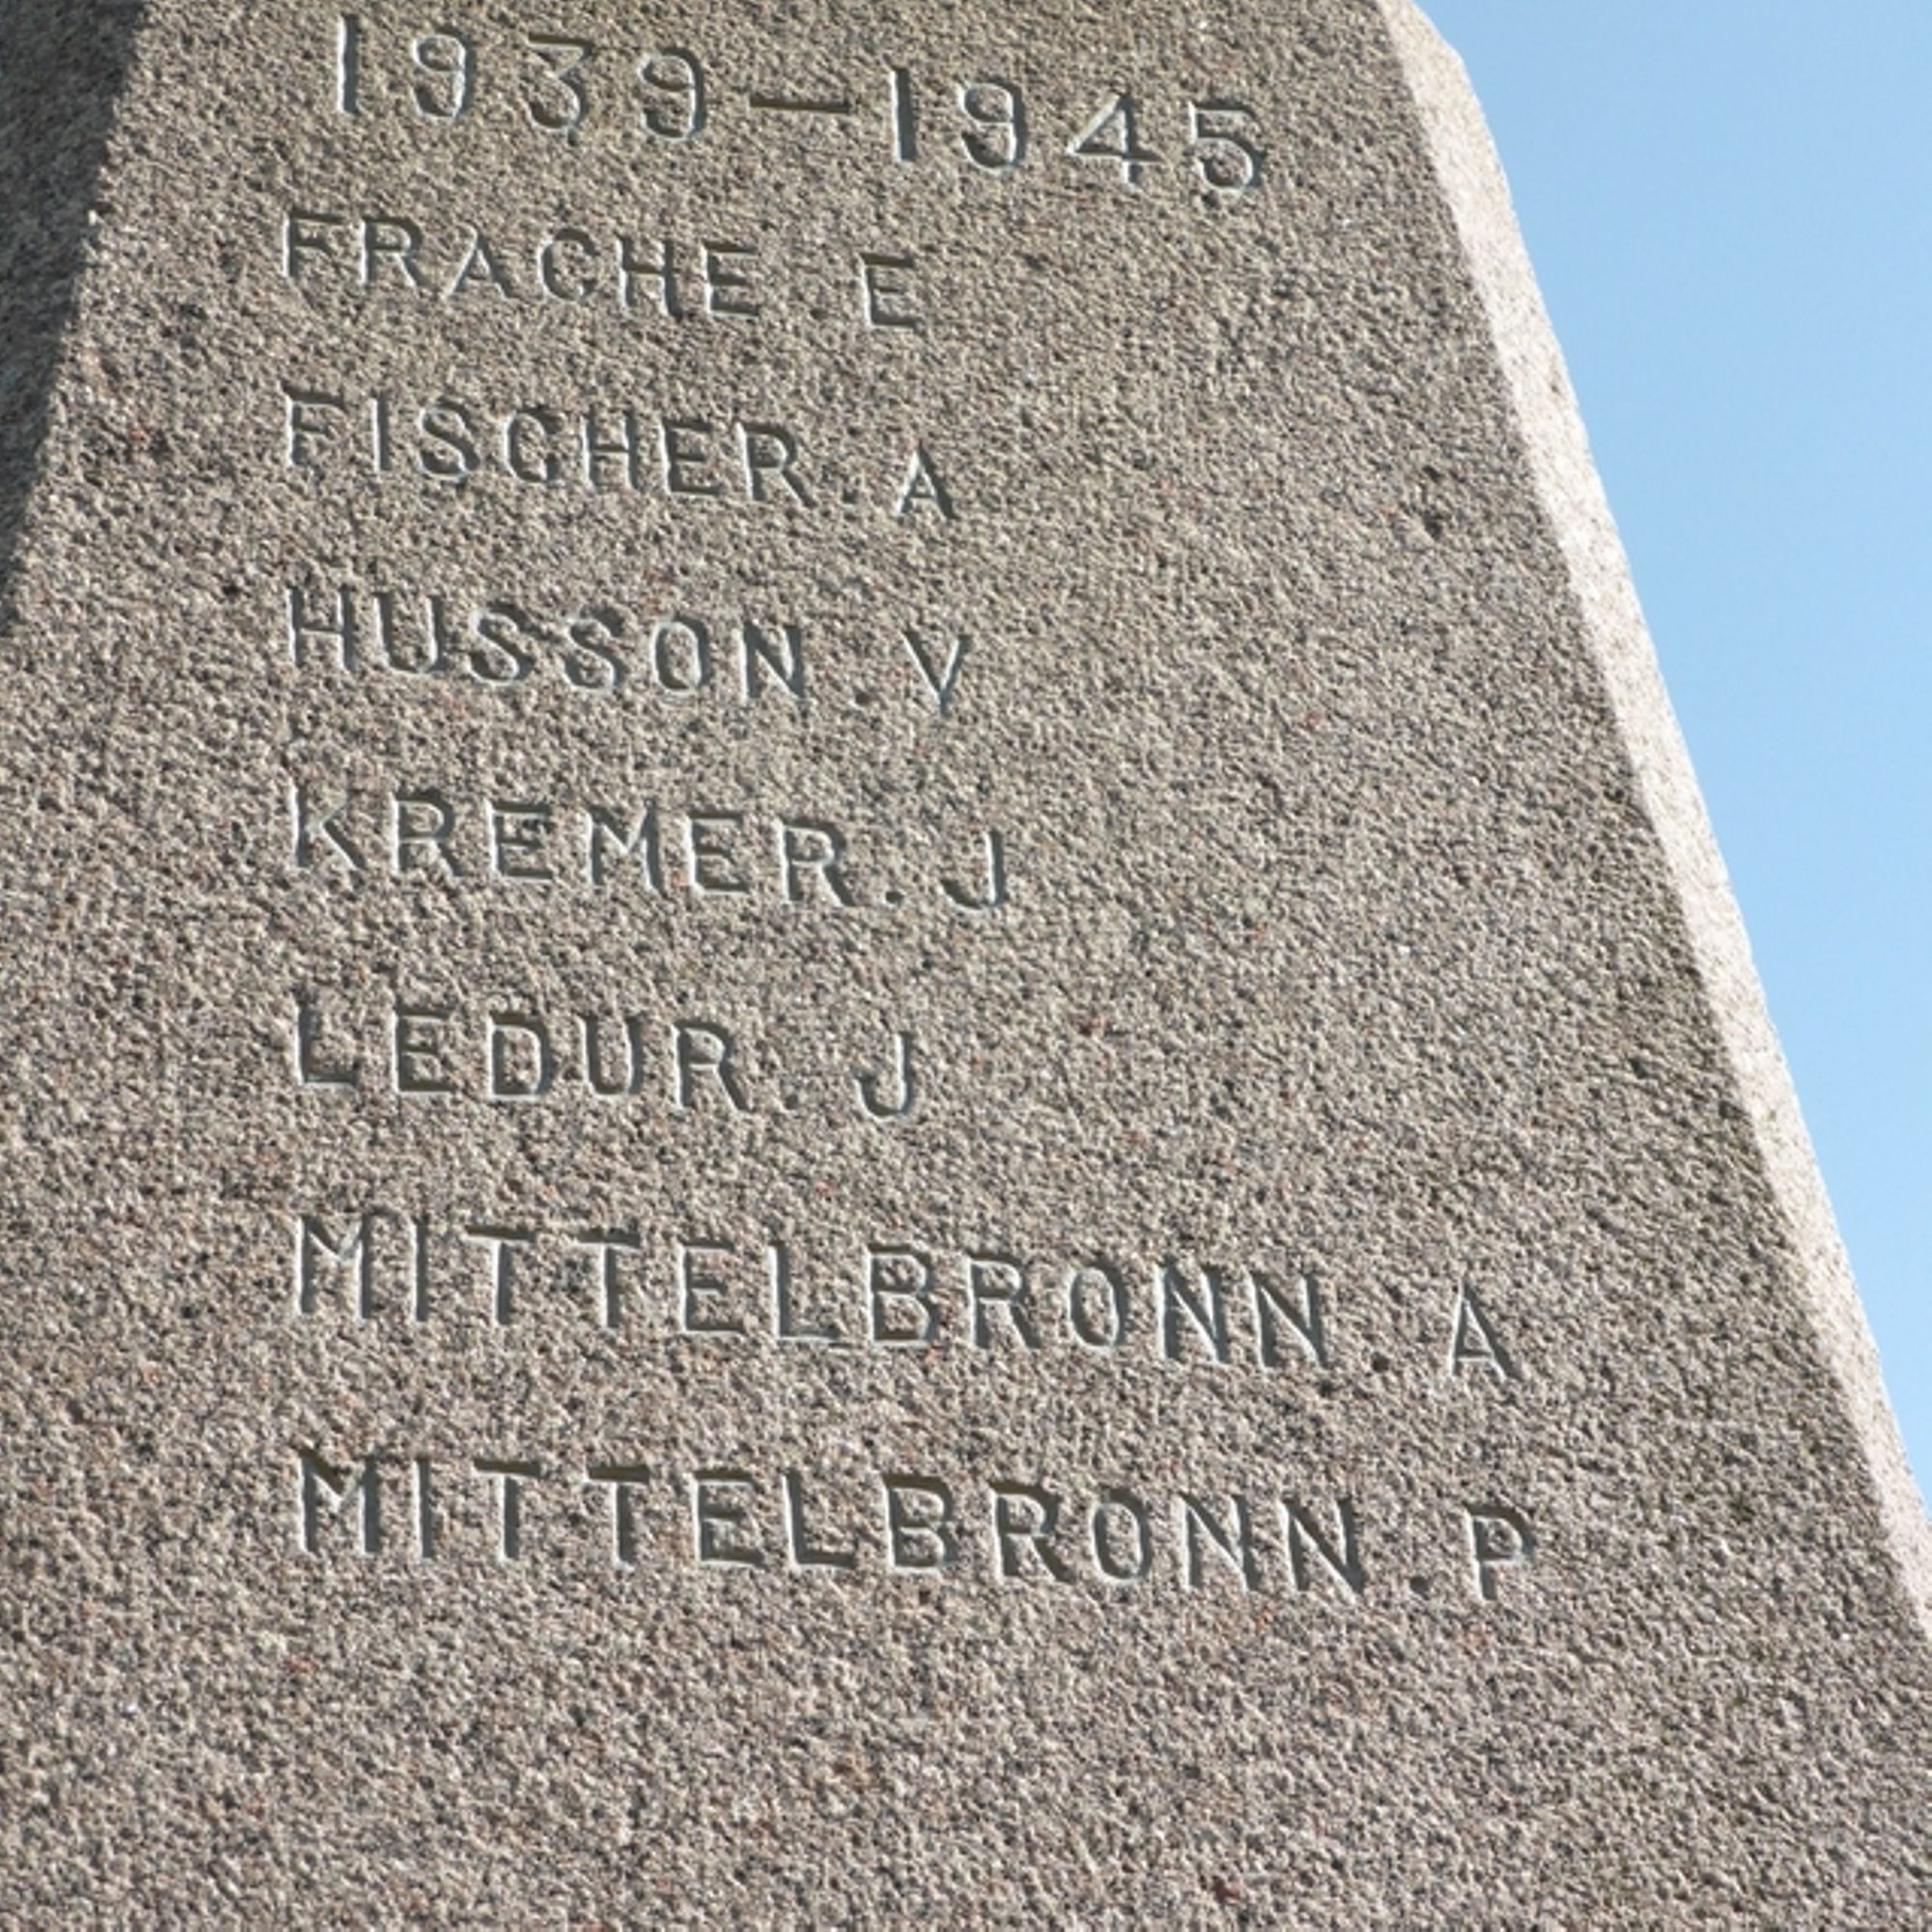 1939-1945
FRACHE E
FISCHER. A
HUSSON. V
KREMER. J
LEDUR. J
MITTELBRONN. A
MITTELBRONN. P